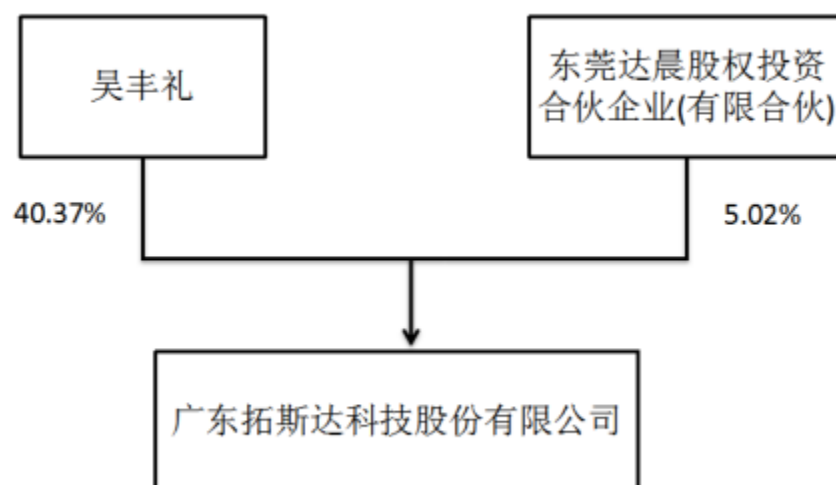 吴丰礼
东莞达晨股权投资
合伙企业(有限合伙)
40.37%
5.02%
广东拓斯达科技股份有限公司